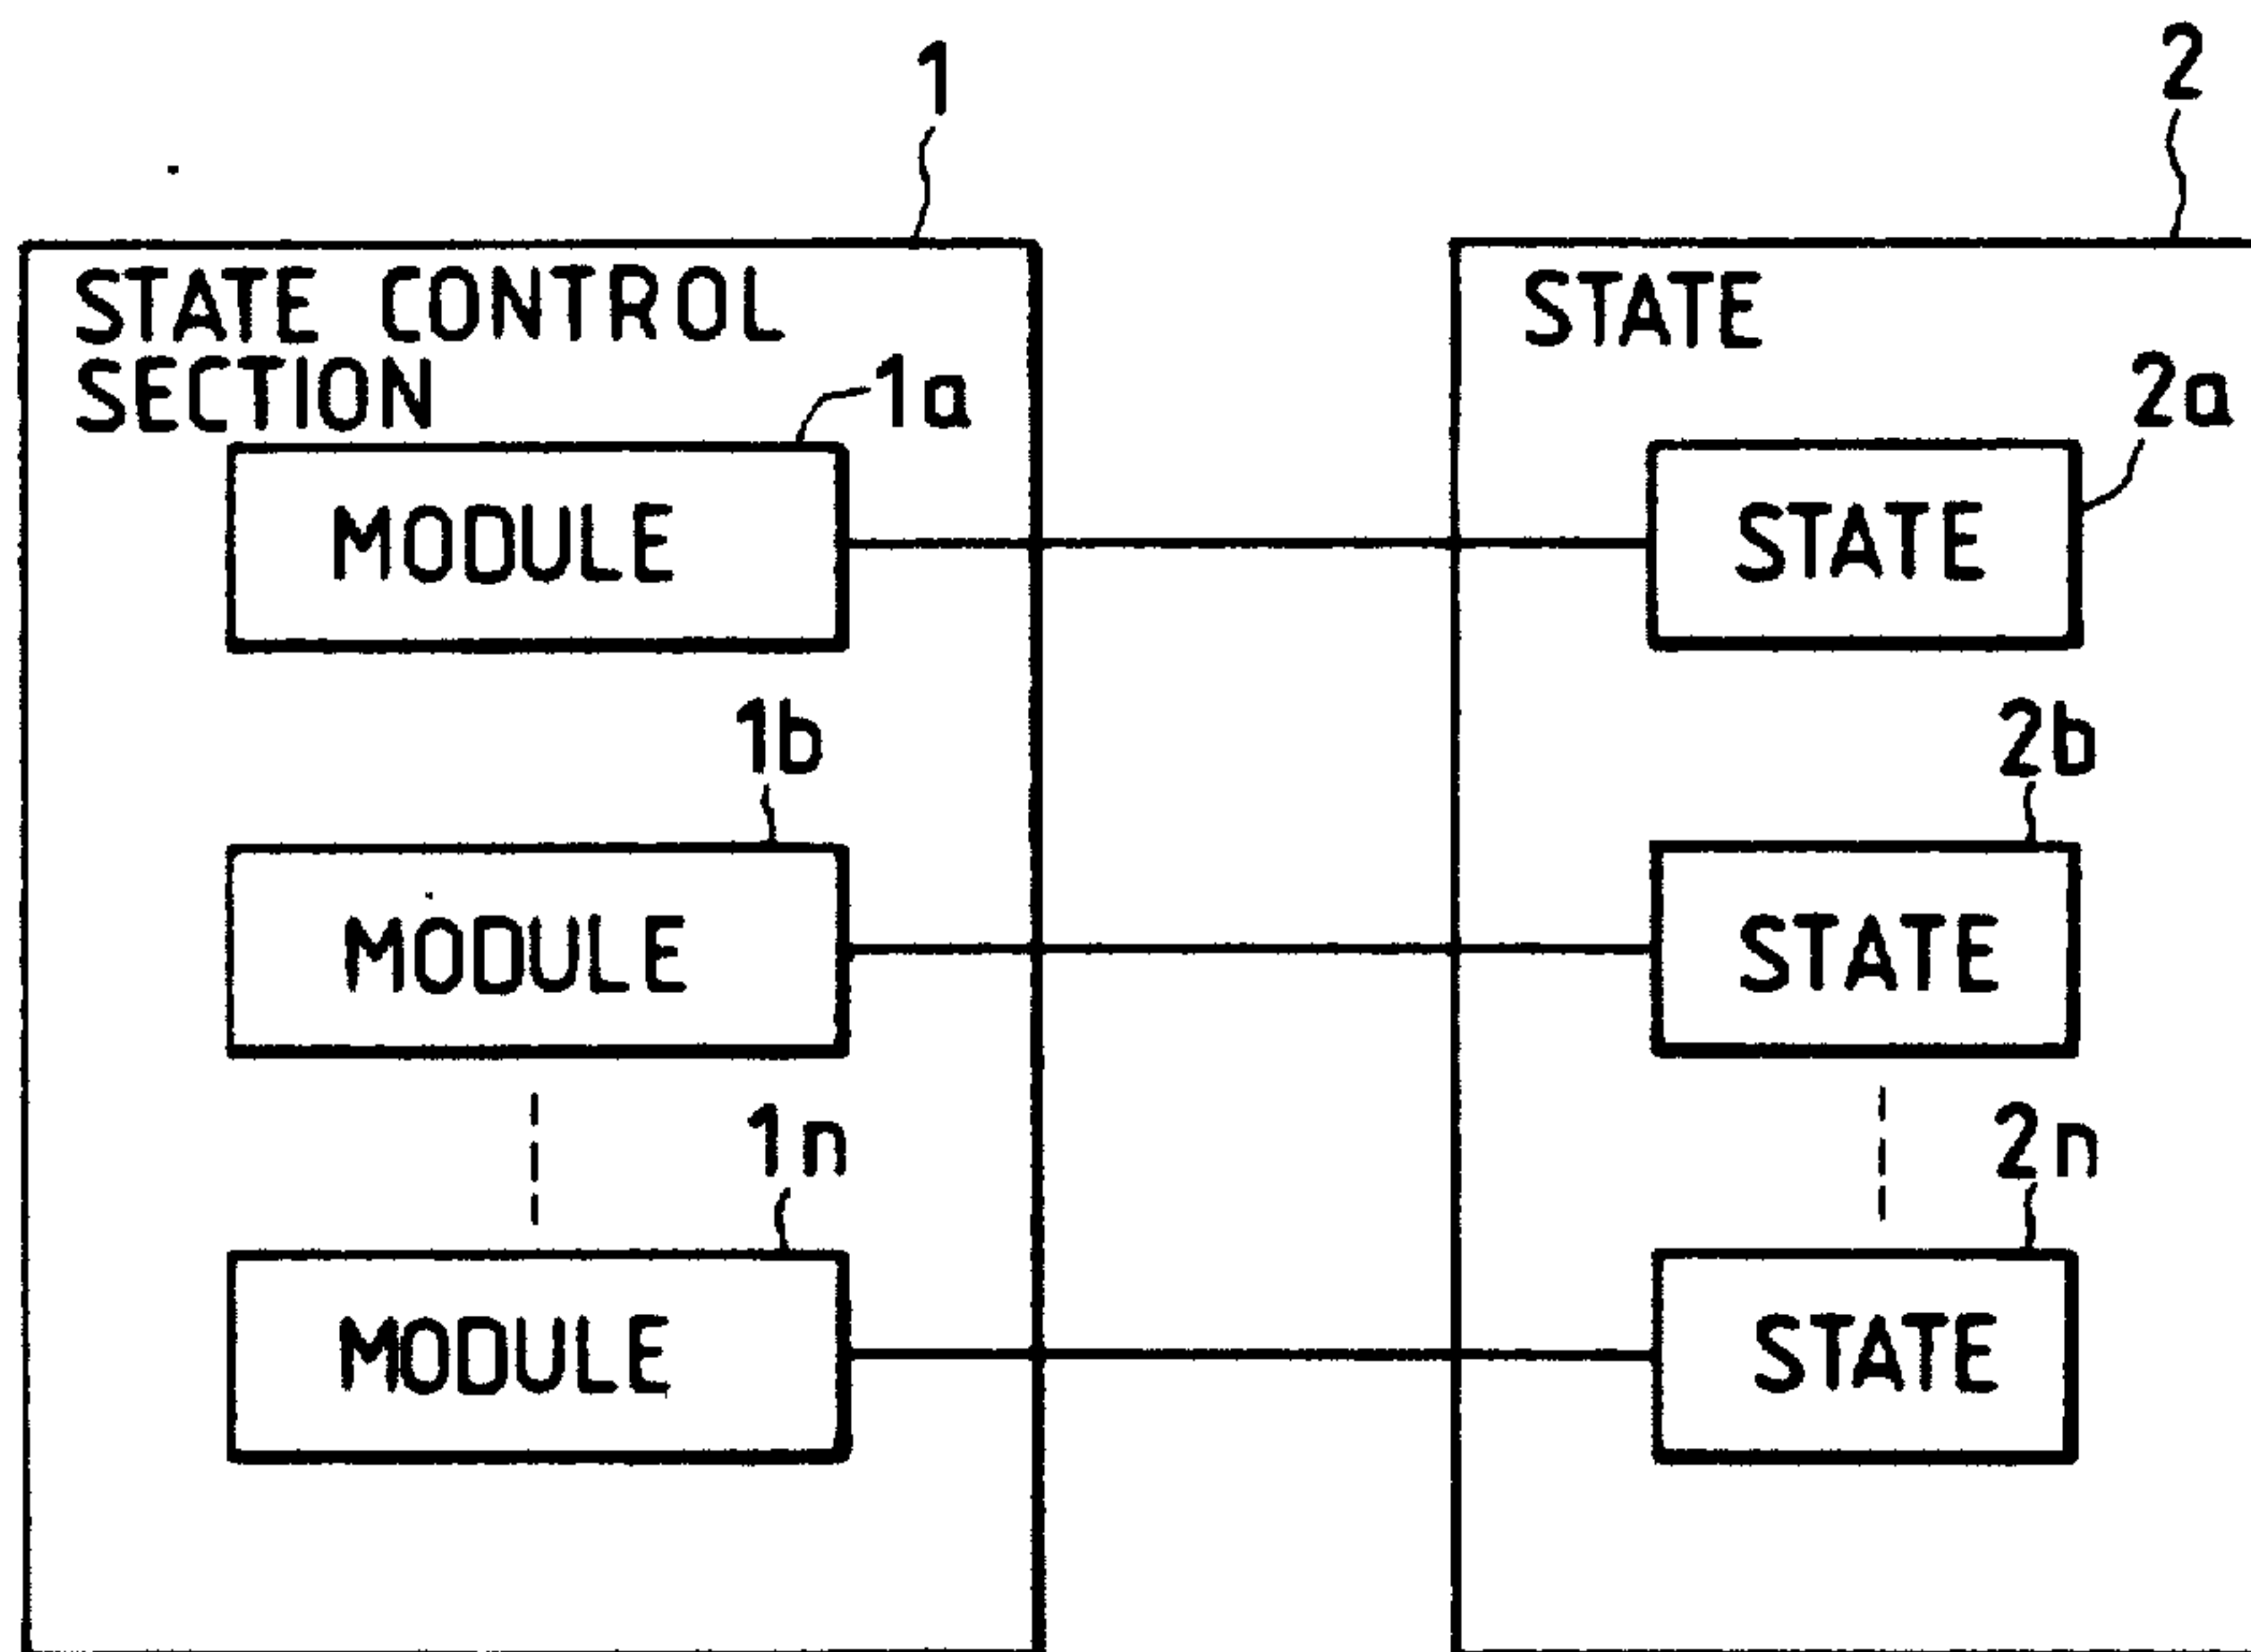 1
2
STATE CONTROL
SECTION
STATE
1a
2a
MODULE
STATE
1b
2b
MODULE
STATE
1n
2n
MODULE
STATE